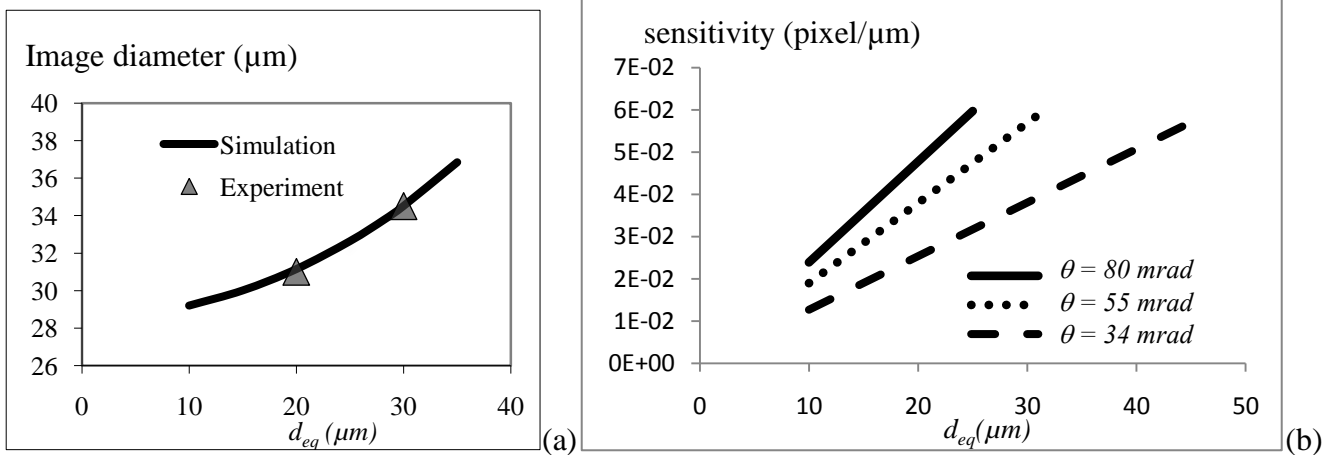 Image diameter (µm)
40
38
36
34
32
30
28
26
Simulation
Experiment
0 10 20 30 40
d_eq (µm)
(a)
sensitivity (pixel/µm)
7E-02
6E-02
5E-02
4E-02
3E-02
2E-02
1E-02
0E+00
θ = 80 mrad
θ = 55 mrad
θ = 34 mrad
0 10 20 30 40 50
d_eq(µm)
(b)